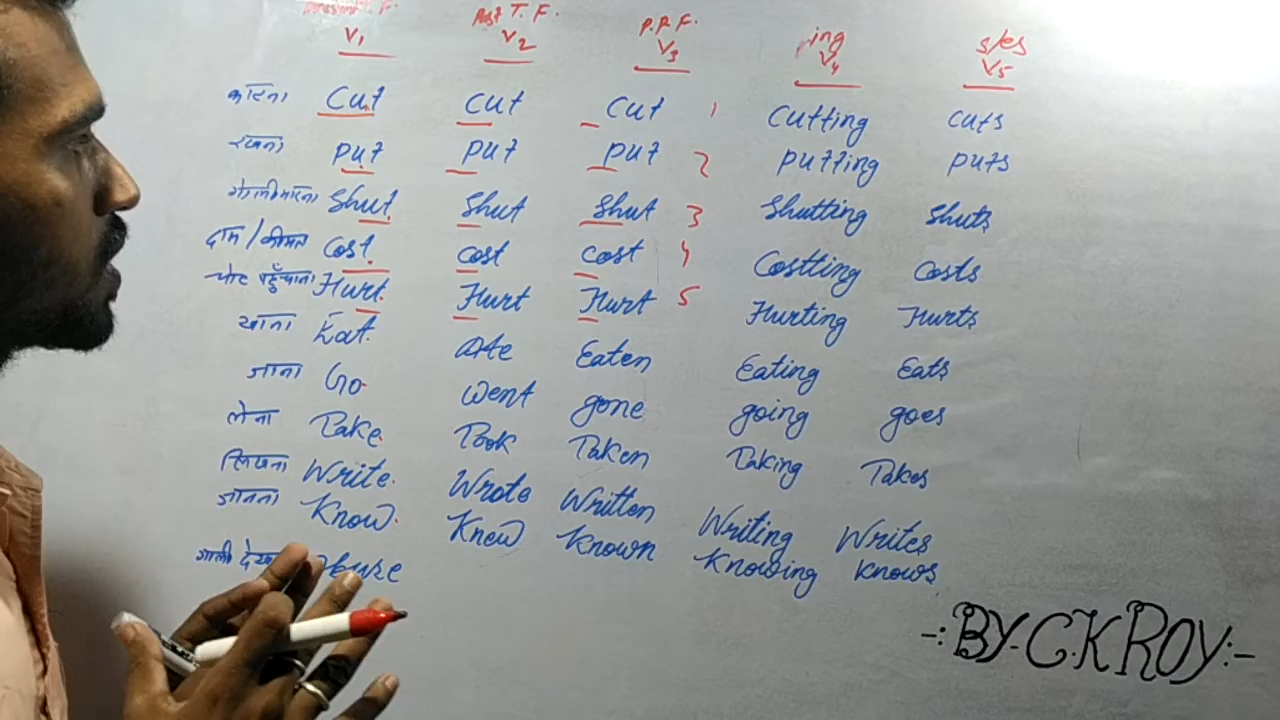 Present T. F. Past T. F. P.P.F. ing s/es
V1 V2 V3 V4 V5
काटना Cut Cut Cut 1 Cutting Cuts
रखना Put Put Put 2 Putting Puts
Shut Shut Shut 3 Shutting Shuts
दाम/कीमत Cost Cost Cost 4 Costting Costs
चोट पहुँचाना Hurt Hurt Hurt 5 Hurting Hurts
खाना Eat Ate Eaten Eating Eats
जाना Go Went gone going goes
लेना Take Took Taken Taking Takes
लिखना Write Wrote Written Writing Writes
जानना Know Knew Known Knowing Knows
गाली
-:BY.C.K ROY:-